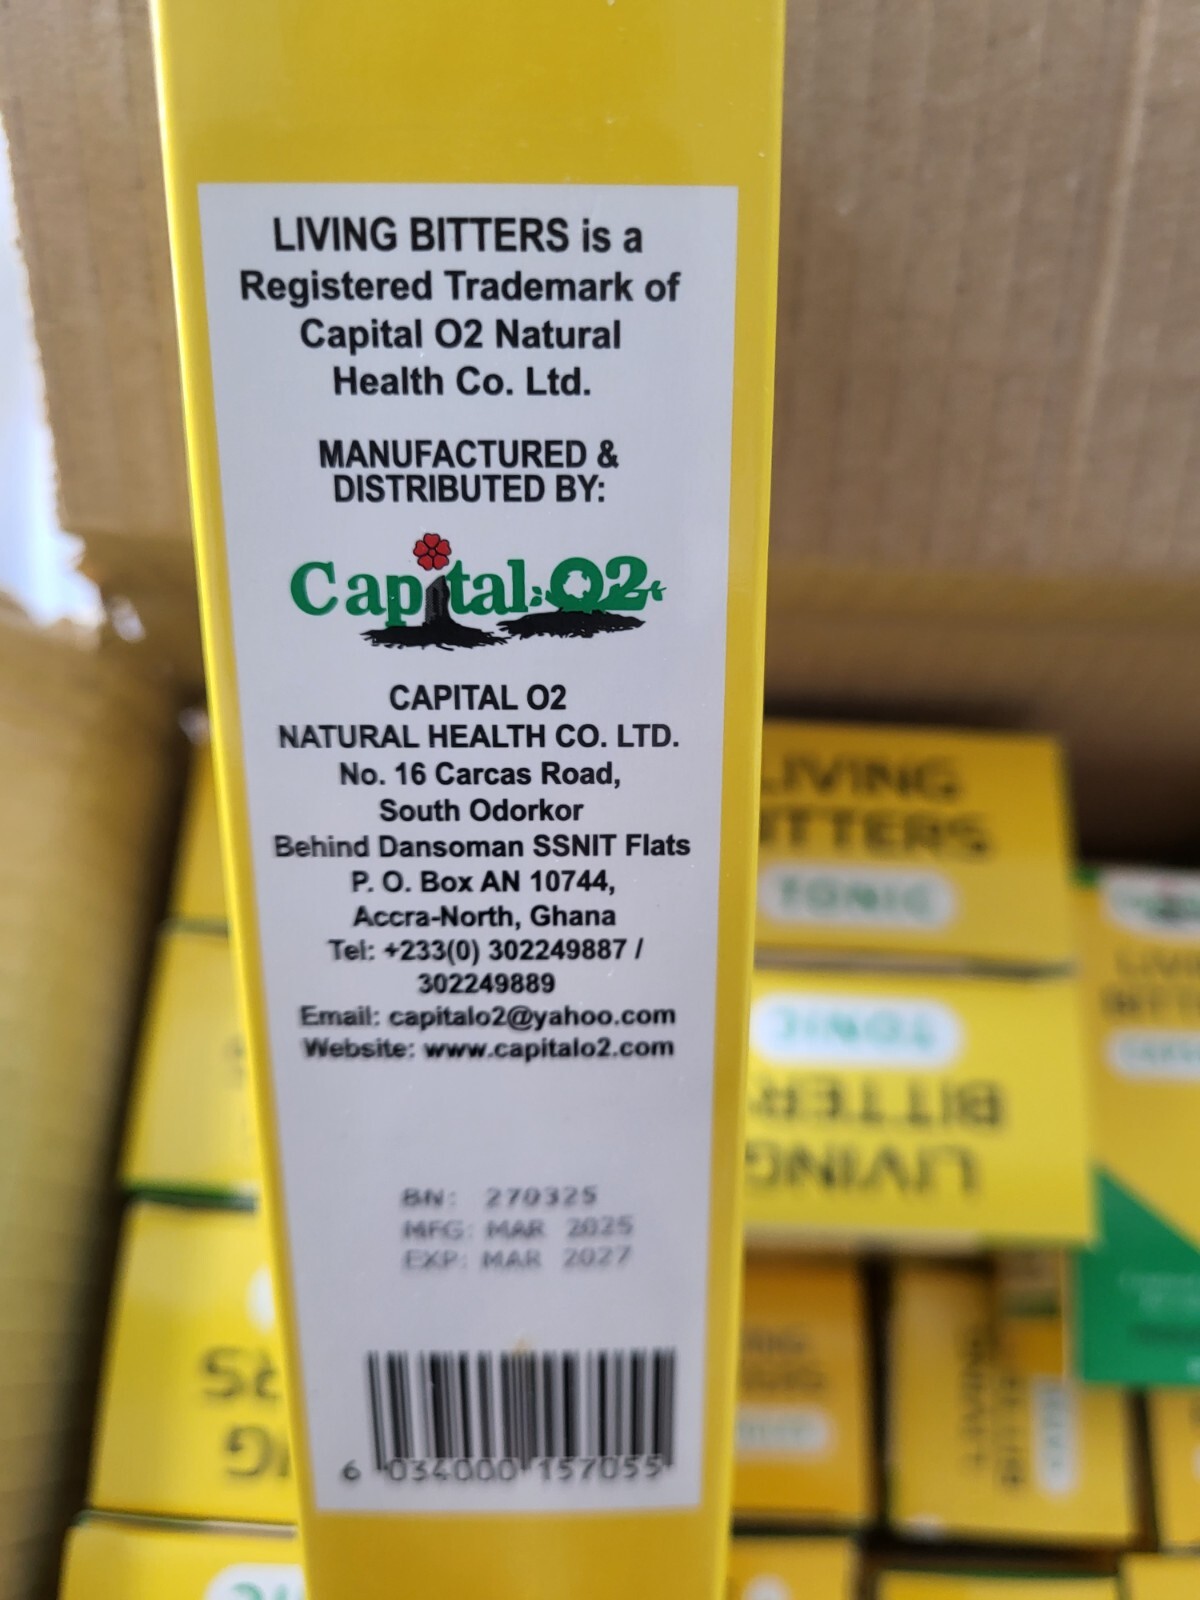 LIVING BITTERS is a
Registered Trademark of
Capital O2 Natural
Health Co. Ltd.
MANUFACTURED &
DISTRIBUTED BY:
Capital O2
CAPITAL O2
NATURAL HEALTH CO. LTD.
No. 16 Carcas Road,
South Odorkor
Behind Dansoman SSNIT Flats
P. O. Box AN 10744,
Accra-North, Ghana
Tel: +233(0) 302249887 /
302249889
Email: capitalo2@yahoo.com
Website: www.capitalo2.com
BN: 270325
MFG: MAR 2025
EXP: MAR 2027
6 034000 157055
LIVING
TONIC
TONIC
LIVING